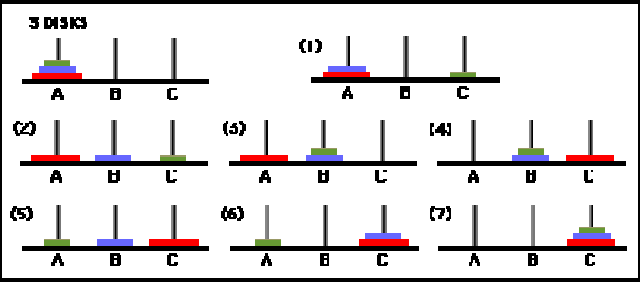 3 DISKS
A B C
(1)
A B C
(2)
A B C
(3)
A B C
(4)
A B C
(5)
A B C
(6)
A B C
(7)
A B C